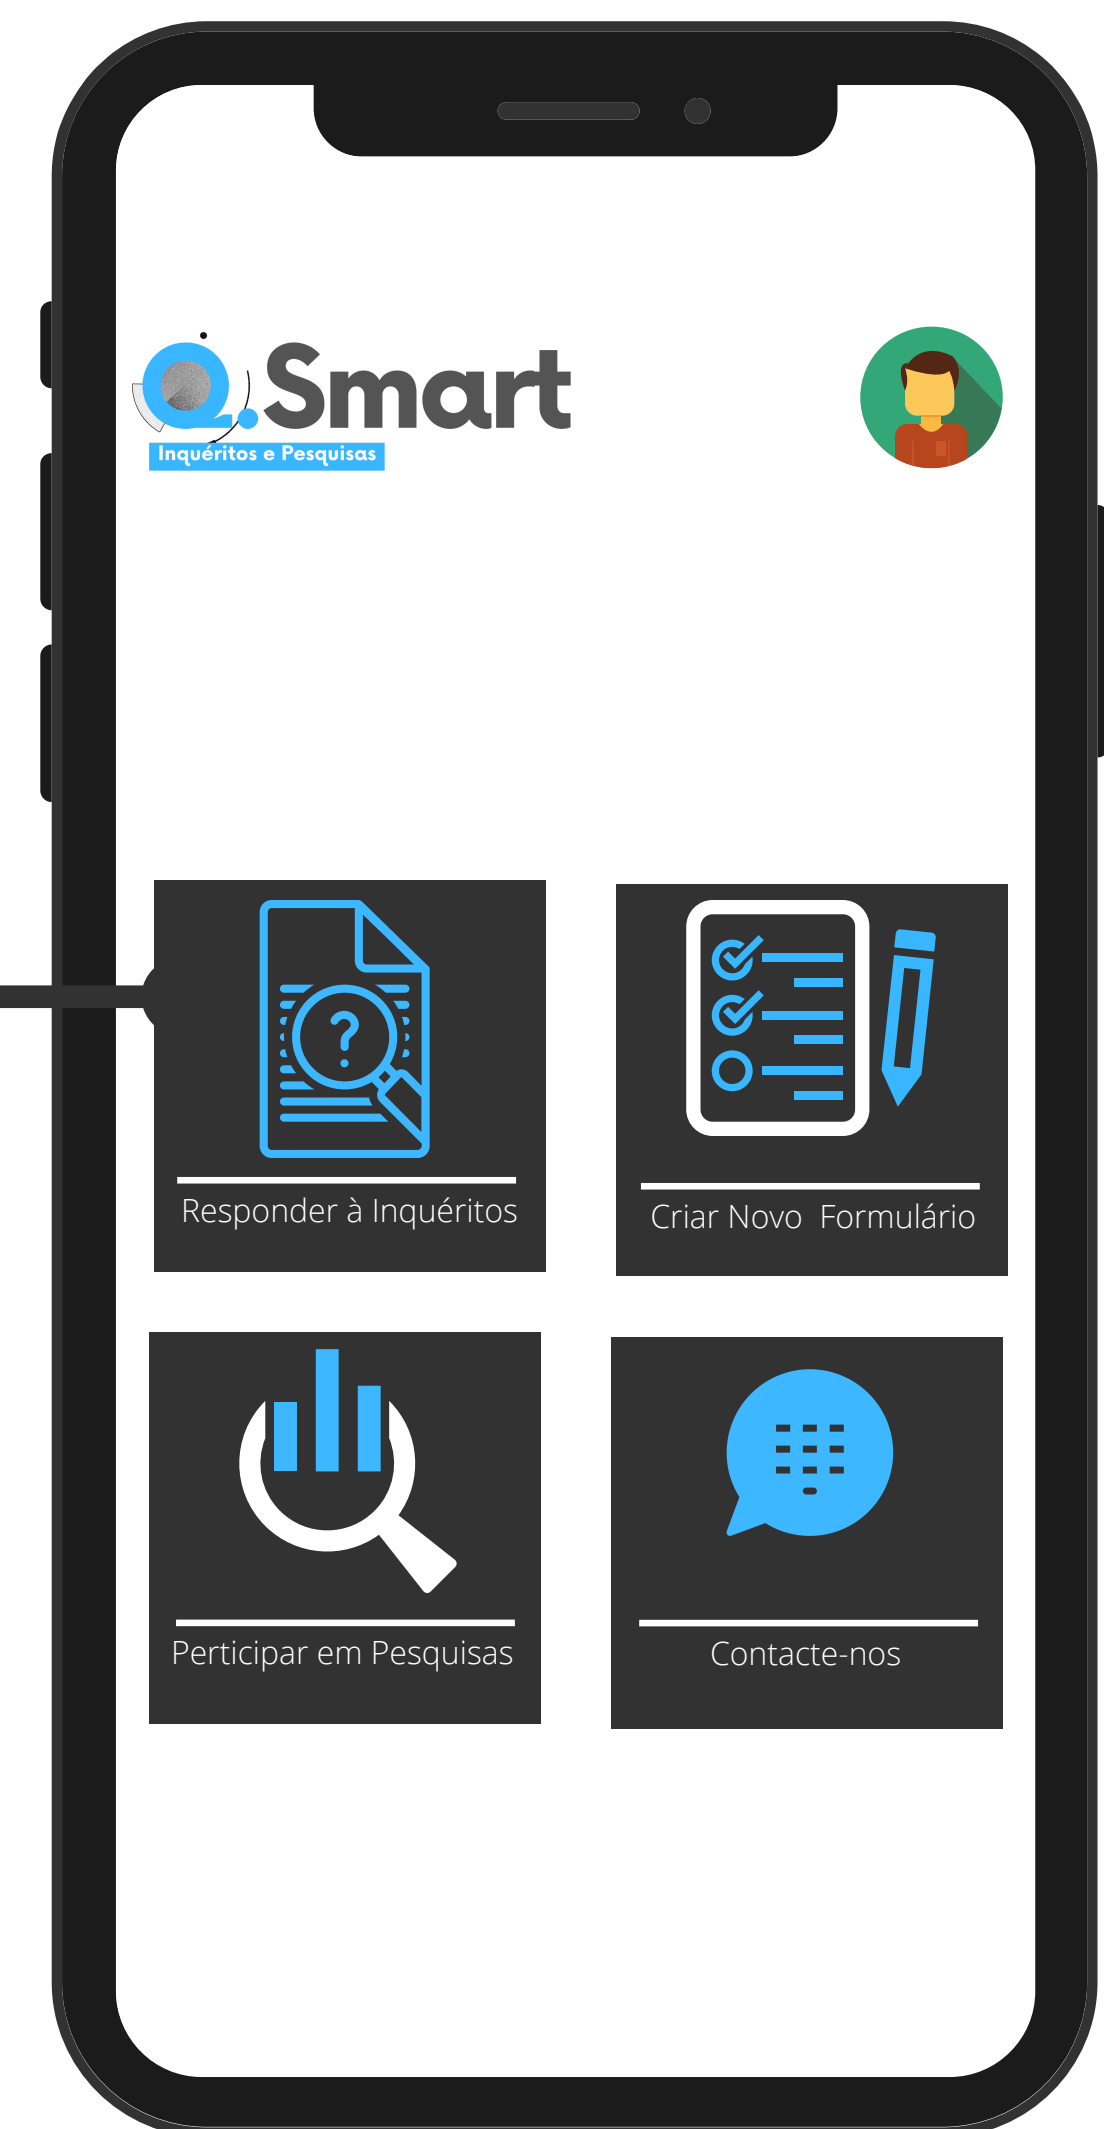 Q.Smart
Inquéritos e Pesquisas
?
Responder à Inquéritos
Criar Novo  Formulário
Perticipar em Pesquisas
Contacte-nos